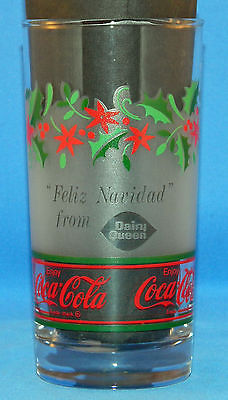 "Feliz Navidad"
from Dairy Queen
Enjoy Enjoy
Coca-Cola Coca-Cola